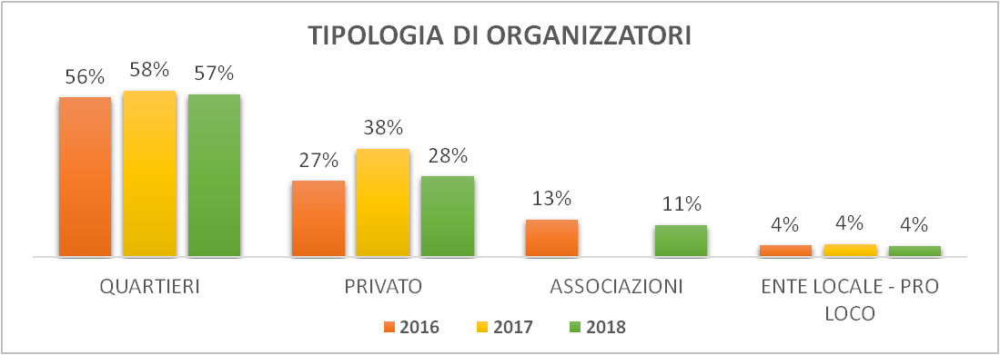 TIPOLOGIA DI ORGANIZZATORI
56% 58% 57%
27% 38% 28%
13% 11%
4% 4% 4%
QUARTIERI PRIVATO ASSOCIAZIONI ENTE LOCALE - PRO
LOCO
2016 2017 2018